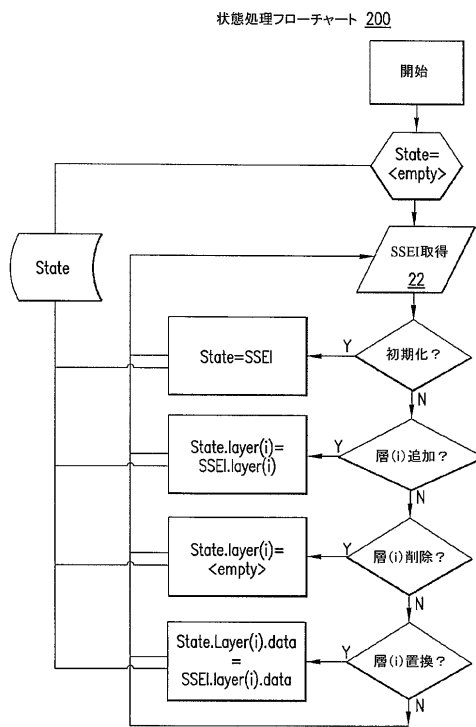 状態処理フローチャート 200
開始
State=
<empty>
SSEI取得
22
State
初期化？
Y
N
State=SSEI
層(i)追加？
Y
N
State.layer(i)=
SSEI.layer(i)
層(i)削除？
Y
N
State.layer(i)=
<empty>
層(i)置換？
Y
N
State.Layer(i).data
=
SSEI.layer(i).data